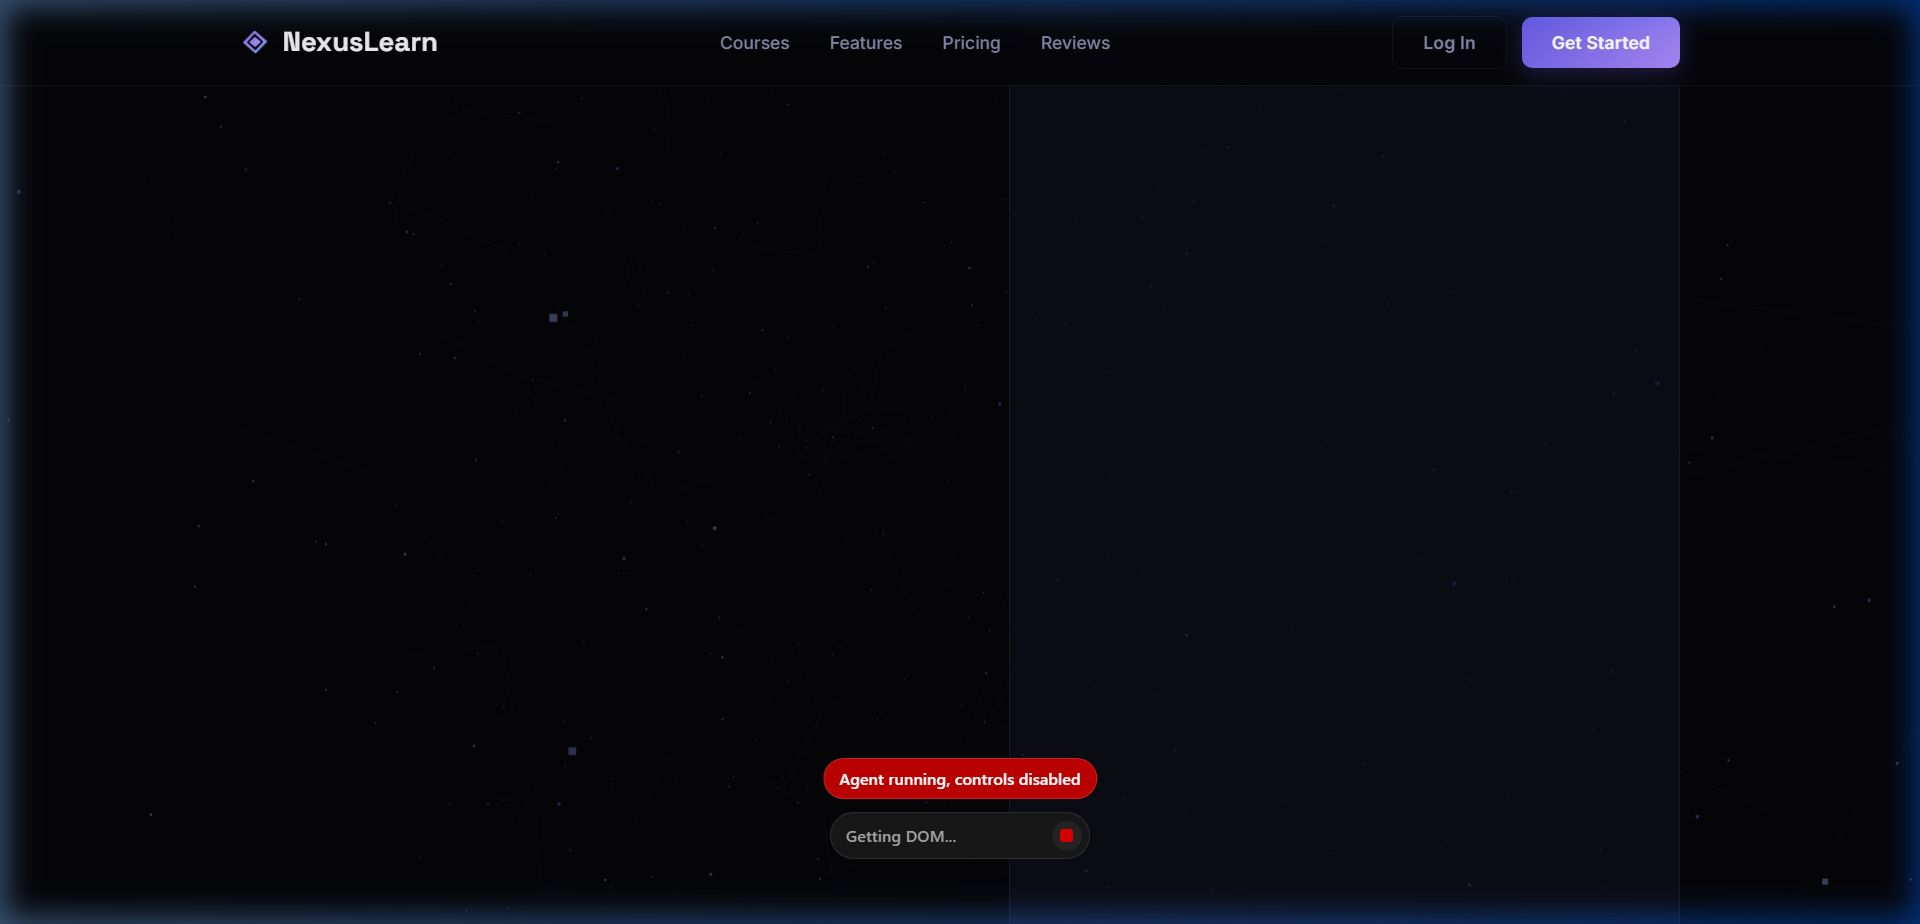 NexusLearn
Courses
Features
Pricing
Reviews
Log In
Get Started
Agent running, controls disabled
Getting DOM...